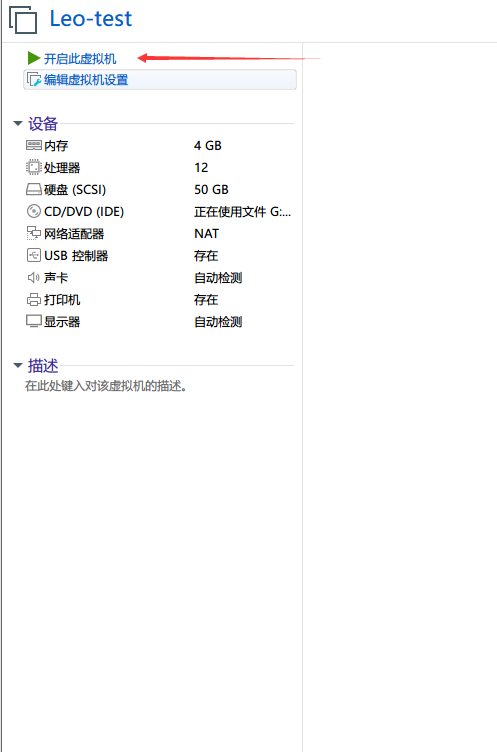 Leo-test
开启此虚拟机
编辑虚拟机设置
设备
内存 4 GB
处理器 12
硬盘 (SCSI) 50 GB
CD/DVD (IDE) 正在使用文件 G:...
网络适配器 NAT
USB 控制器 存在
声卡 自动检测
打印机 存在
显示器 自动检测
描述
在此处键入对该虚拟机的描述。